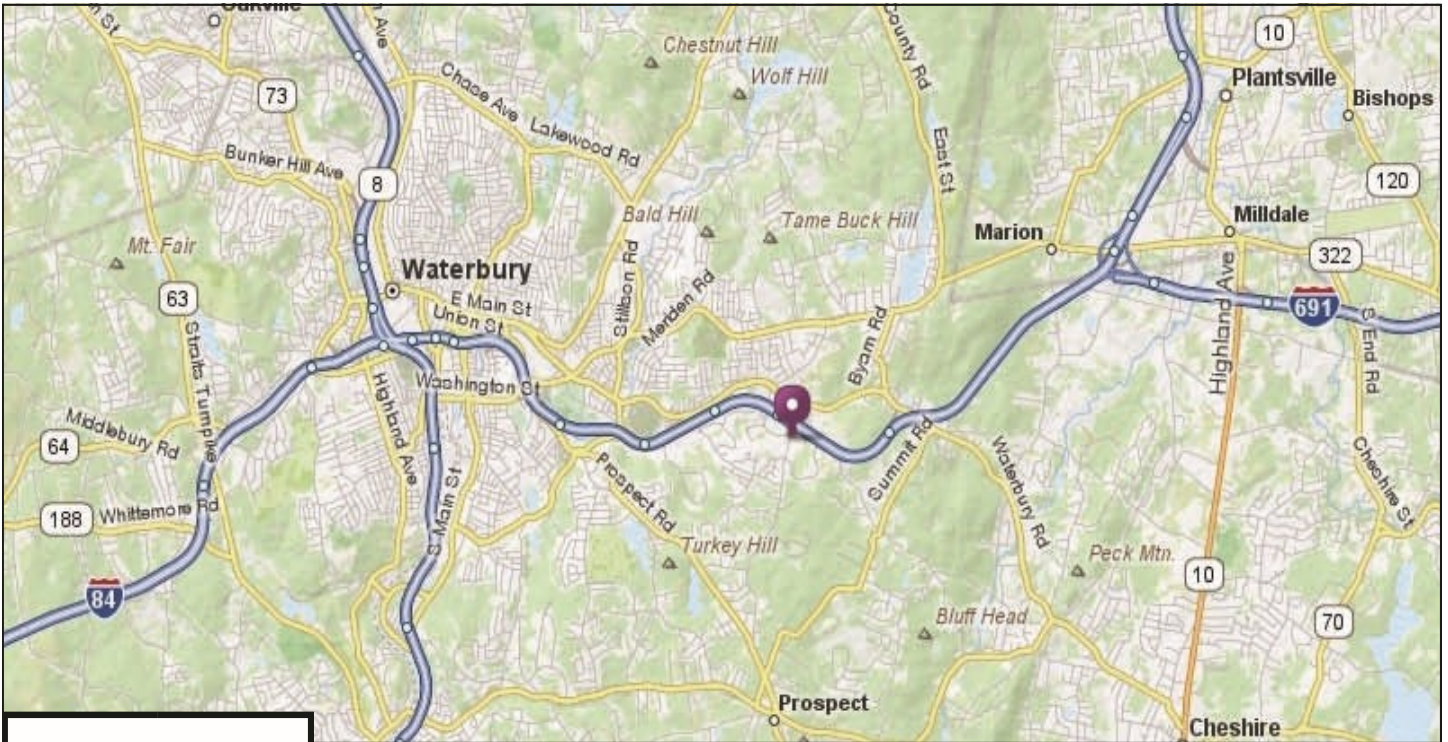 Oakville
n St
n Ave
County Rd
10
Chestnut Hill
Wolf Hill
Plantsville
Bishops
73
Chase Ave
Lakewood Rd
Bunker Hill Ave
8
East St
120
Bald Hill
Tame Buck Hill
Marion
Milldale
322
Mt. Fair
Waterbury
63
E Main St
Union St
Stillson Rd
Meriden Rd
Byam Rd
Highland Ave
691
S End Rd
Straits Turnpike
Washington St
Highland Ave
Middlebury Rd
64
188
Whittemore Rd
S Main St
Prospect Rd
Summit Rd
Waterbury Rd
Cheshire St
Turkey Hill
Peck Mtn.
10
84
Bluff Head
70
Prospect
Cheshire